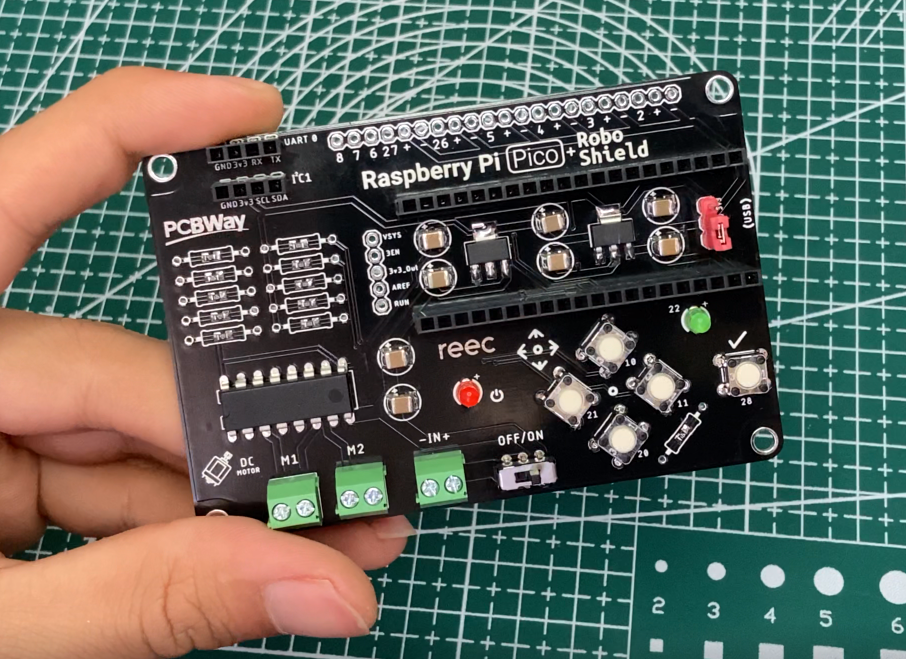 UART 0
GND 3v3 RX TX
I²C1
GND 3v3 SCL SDA
8 7 6 27 + - 26 + - 5 + - 4 + - 3 + - 2 + -
Raspberry Pi Pico + Robo Shield
PCBWay
VSYS
3EN
3v3_Out
AREF
RUN
(USB)
reec
22
+
10
11
21
20
28
+
DC
MOTOR
M1
M2
-IN+
OFF/ON
2 3 4 5 6